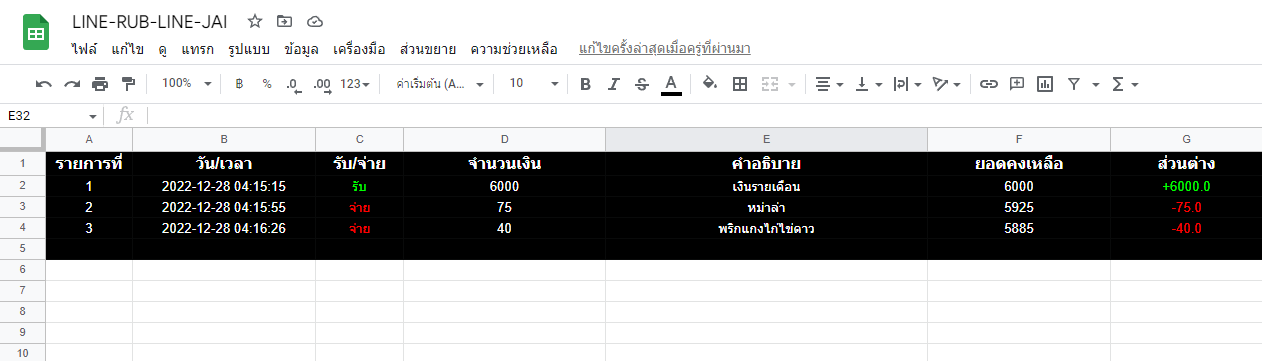 LINE-RUB-LINE-JAI
ไฟล์ แก้ไข ดู แทรก รูปแบบ ข้อมูล เครื่องมือ ส่วนขยาย ความช่วยเหลือ แก้ไขครั้งล่าสุดเมื่อครู่ที่ผ่านมา
100% ฿ % .0 .00 123 ค่าเริ่มต้น (A... 10 B I S A
E32 fx
A B C D E F G
1 รายการที่ วัน/เวลา รับ/จ่าย จำนวนเงิน คำอธิบาย ยอดคงเหลือ ส่วนต่าง
2 1 2022-12-28 04:15:15 รับ 6000 เงินรายเดือน 6000 +6000.0
3 2 2022-12-28 04:15:55 จ่าย 75 หม่าล่า 5925 -75.0
4 3 2022-12-28 04:16:26 จ่าย 40 พริกแกงไก่ไข่ดาว 5885 -40.0
5
6
7
8
9
10